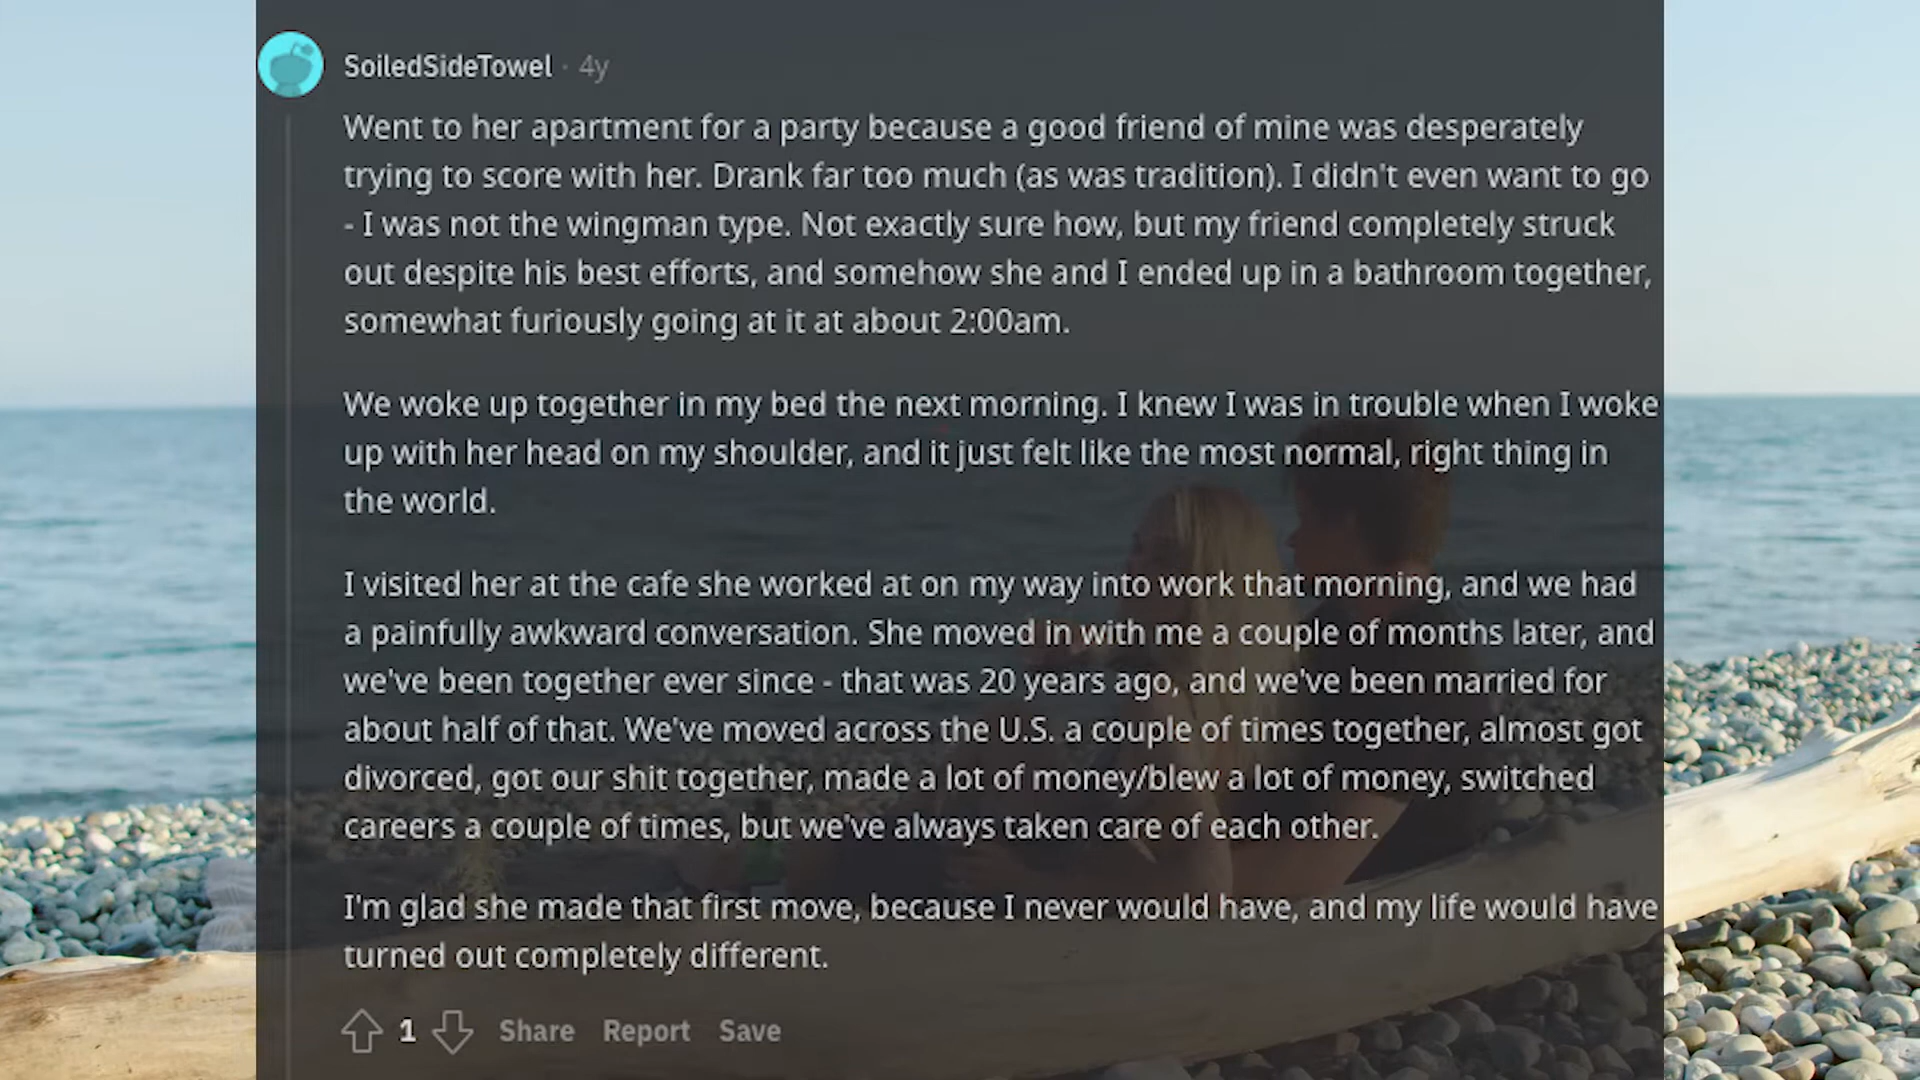 SoiledSideTowel · 4y
Went to her apartment for a party because a good friend of mine was desperately
trying to score with her. Drank far too much (as was tradition). I didn't even want to go
- I was not the wingman type. Not exactly sure how, but my friend completely struck
out despite his best efforts, and somehow she and I ended up in a bathroom together,
somewhat furiously going at it at about 2:00am.
We woke up together in my bed the next morning. I knew I was in trouble when I woke
up with her head on my shoulder, and it just felt like the most normal, right thing in
the world.
I visited her at the cafe she worked at on my way into work that morning, and we had
a painfully awkward conversation. She moved in with me a couple of months later, and
we've been together ever since - that was 20 years ago, and we've been married for
about half of that. We've moved across the U.S. a couple of times together, almost got
divorced, got our shit together, made a lot of money/blew a lot of money, switched
careers a couple of times, but we've always taken care of each other.
I'm glad she made that first move, because I never would have, and my life would have
turned out completely different.
1 Share Report Save